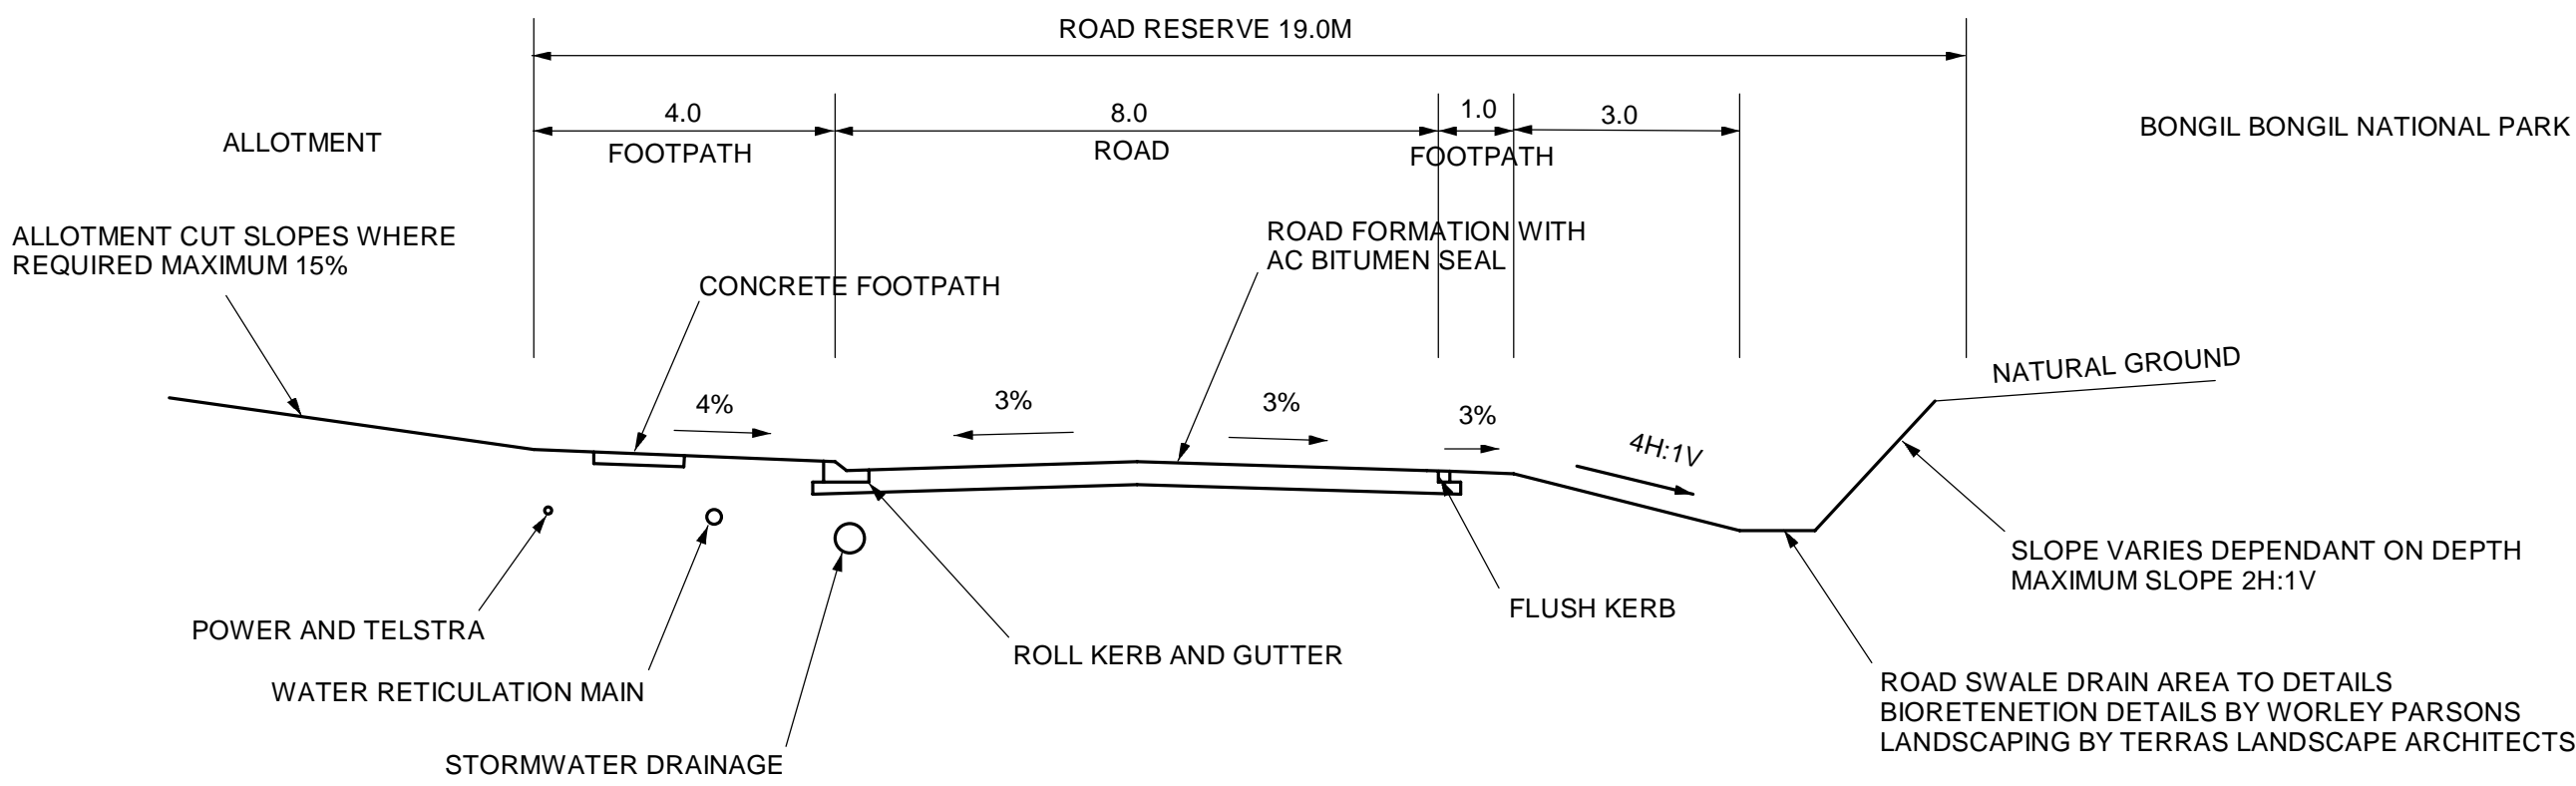 ROAD RESERVE 19.0M
4.0
8.0
1.0
3.0
ALLOTMENT
FOOTPATH
ROAD
FOOTPATH
BONGIL BONGIL NATIONAL PARK
ALLOTMENT CUT SLOPES WHERE
REQUIRED MAXIMUM 15%
CONCRETE FOOTPATH
ROAD FORMATION WITH
AC BITUMEN SEAL
NATURAL GROUND
4%
3%
3%
3%
4H:1V
SLOPE VARIES DEPENDANT ON DEPTH
MAXIMUM SLOPE 2H:1V
POWER AND TELSTRA
WATER RETICULATION MAIN
STORMWATER DRAINAGE
ROLL KERB AND GUTTER
FLUSH KERB
ROAD SWALE DRAIN AREA TO DETAILS
BIORETENETION DETAILS BY WORLEY PARSONS
LANDSCAPING BY TERRAS LANDSCAPE ARCHITECTS